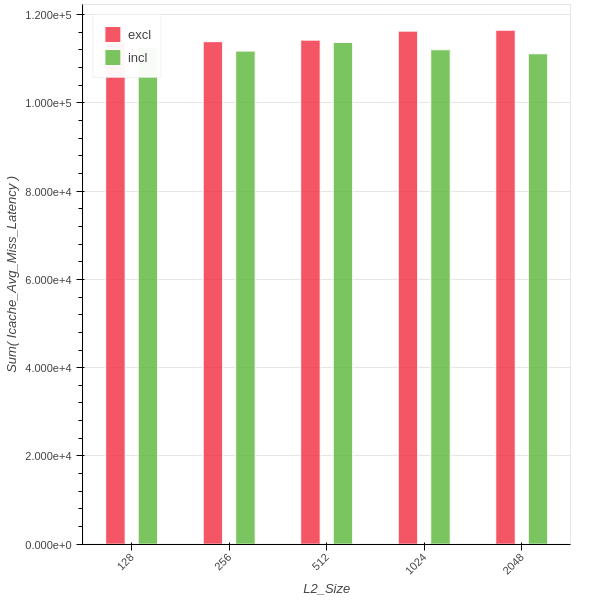 1.200e+5
1.000e+5
8.000e+4
6.000e+4
4.000e+4
2.000e+4
0.000e+0
Sum( Icache_Avg_Miss_Latency )
excl
incl
128
256
512
1024
2048
L2_Size